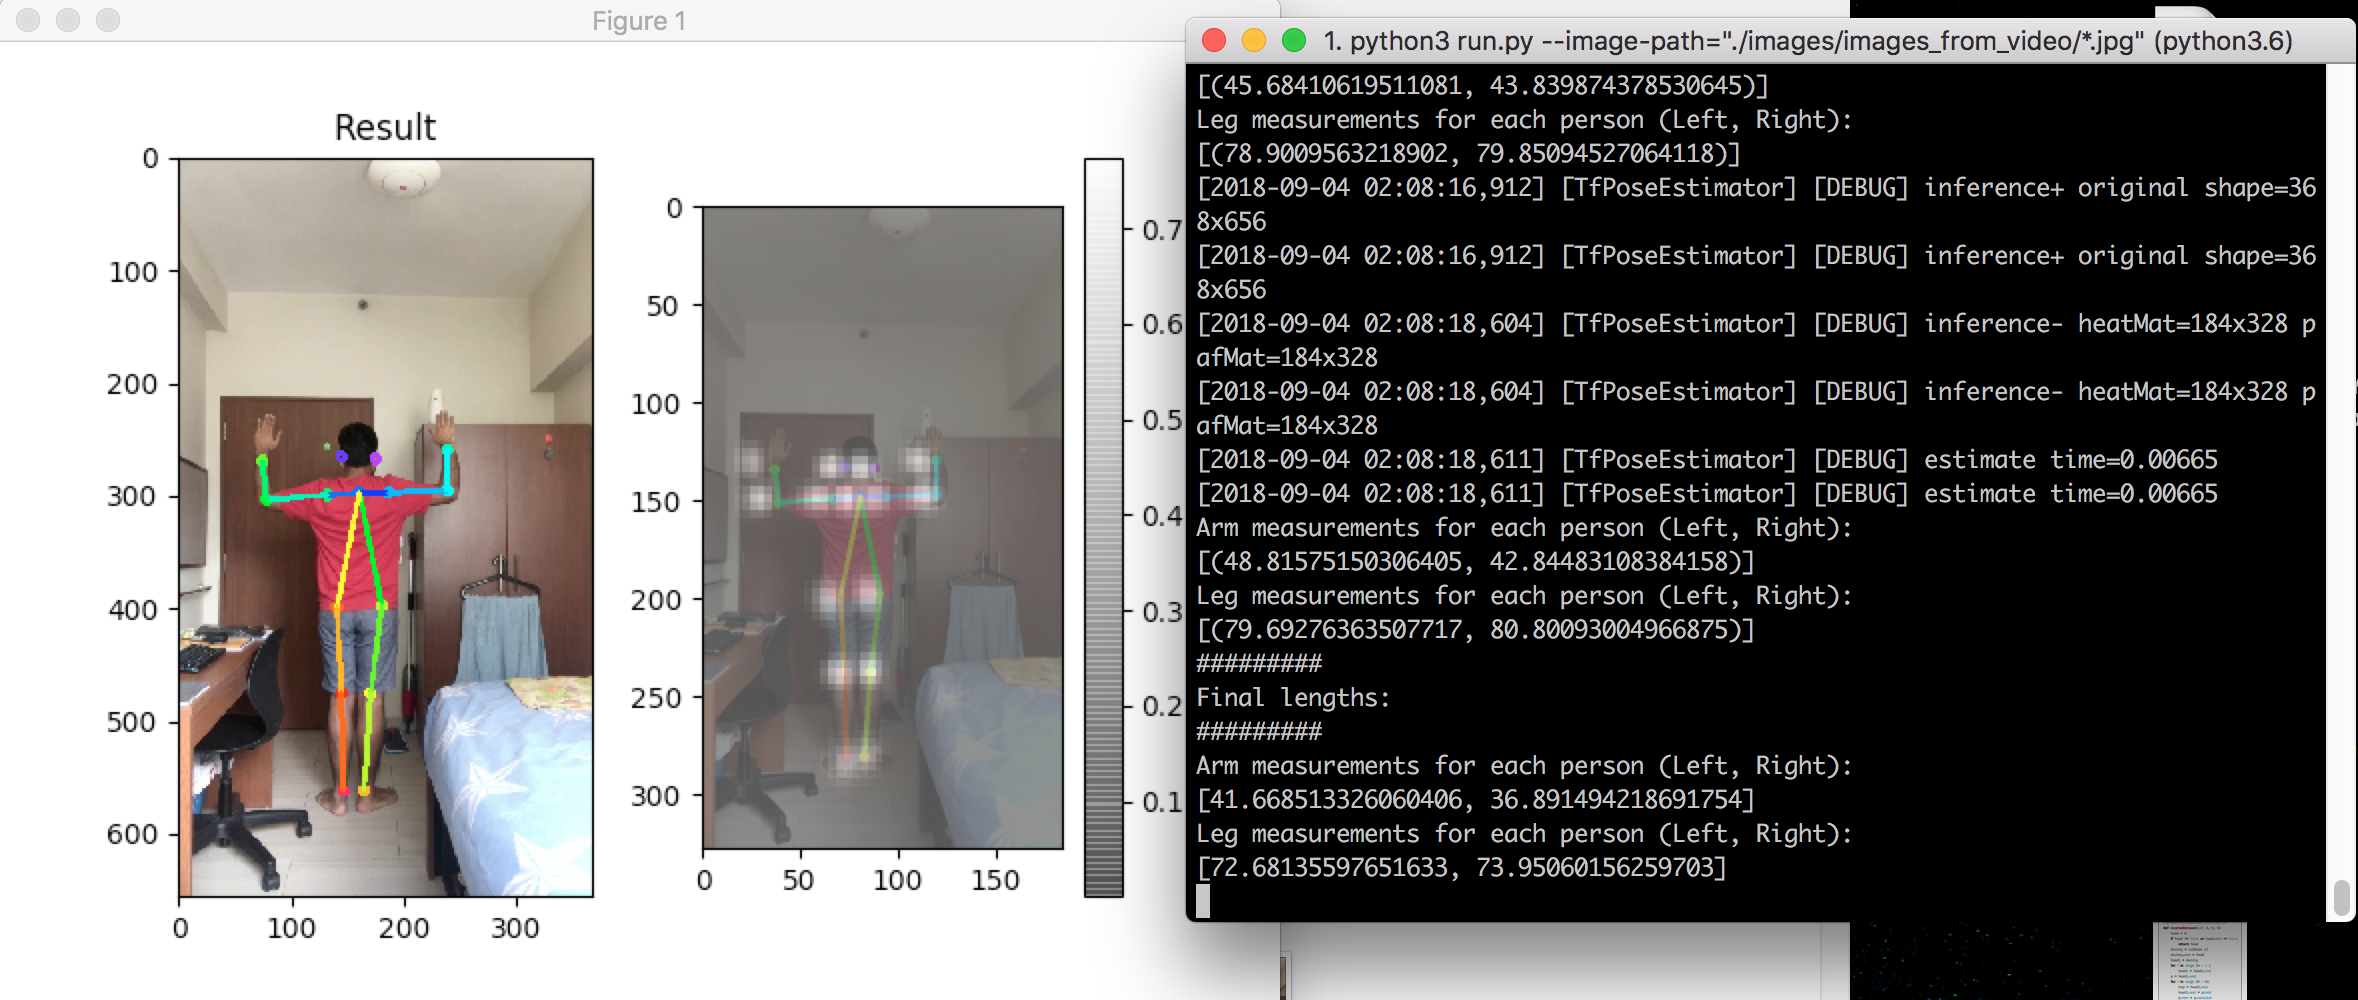 Figure 1
Result
0
100
200
300
400
500
600
0 100 200 300
0
50
100
150
200
250
300
0 50 100 150
0.7
0.6
0.5
0.4
0.3
0.2
0.1
1. python3 run.py --image-path="./images/images_from_video/*.jpg" (python3.6)
[(45.68410619511081, 43.839874378530645)]
Leg measurements for each person (Left, Right):
[(78.9009563218902, 79.85094527064118)]
[2018-09-04 02:08:16,912] [TfPoseEstimator] [DEBUG] inference+ original shape=36
8x656
[2018-09-04 02:08:16,912] [TfPoseEstimator] [DEBUG] inference+ original shape=36
8x656
[2018-09-04 02:08:18,604] [TfPoseEstimator] [DEBUG] inference- heatMat=184x328 p
afMat=184x328
[2018-09-04 02:08:18,604] [TfPoseEstimator] [DEBUG] inference- heatMat=184x328 p
afMat=184x328
[2018-09-04 02:08:18,611] [TfPoseEstimator] [DEBUG] estimate time=0.00665
[2018-09-04 02:08:18,611] [TfPoseEstimator] [DEBUG] estimate time=0.00665
Arm measurements for each person (Left, Right):
[(48.81575150306405, 42.84483108384158)]
Leg measurements for each person (Left, Right):
[(79.69276363507717, 80.80093004966875)]
#########
Final lengths:
#########
Arm measurements for each person (Left, Right):
[41.668513326060406, 36.891494218691754]
Leg measurements for each person (Left, Right):
[72.68135597651633, 73.95060156259703]